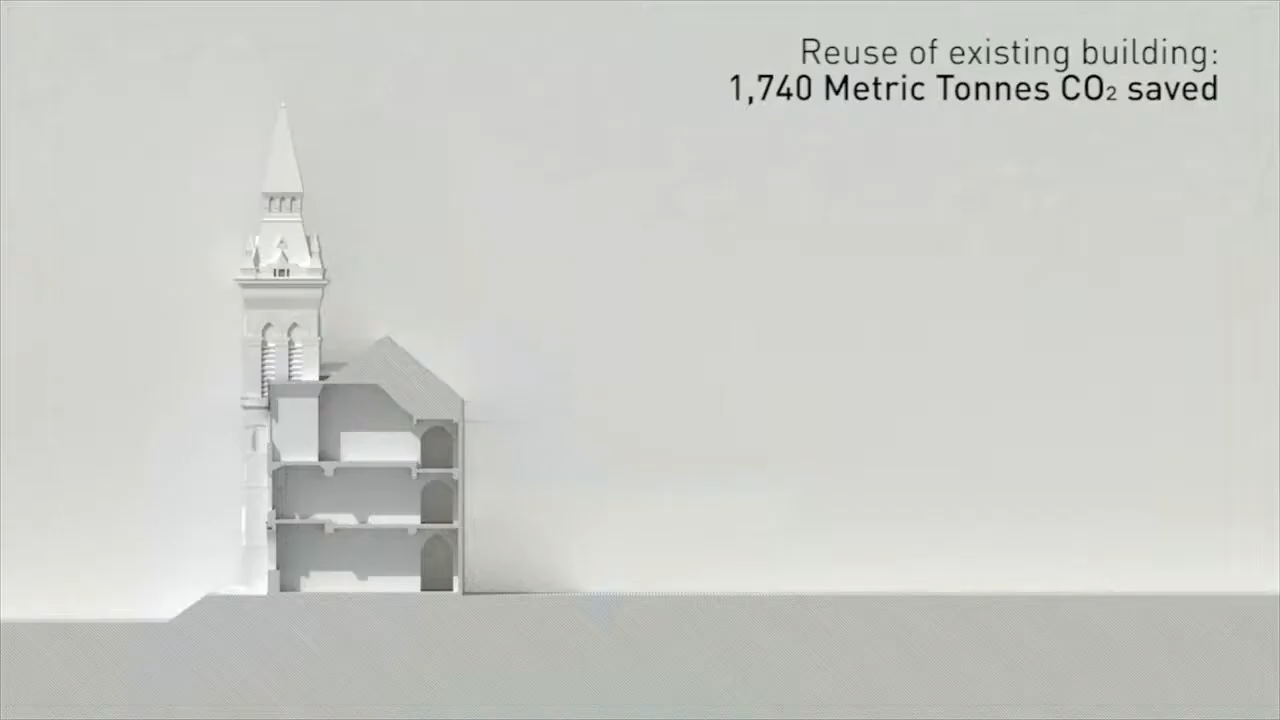 Reuse of existing building:
1,740 Metric Tonnes CO₂ saved